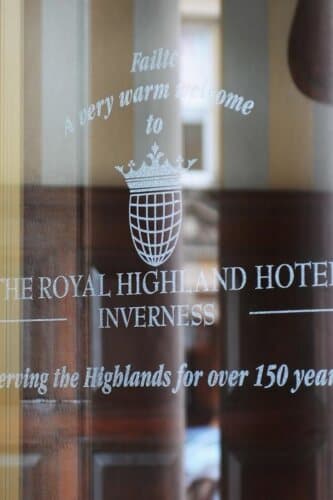 Failte
A very warm welcome
to
THE ROYAL HIGHLAND HOTEL
INVERNESS
erving the Highlands for over 150 year